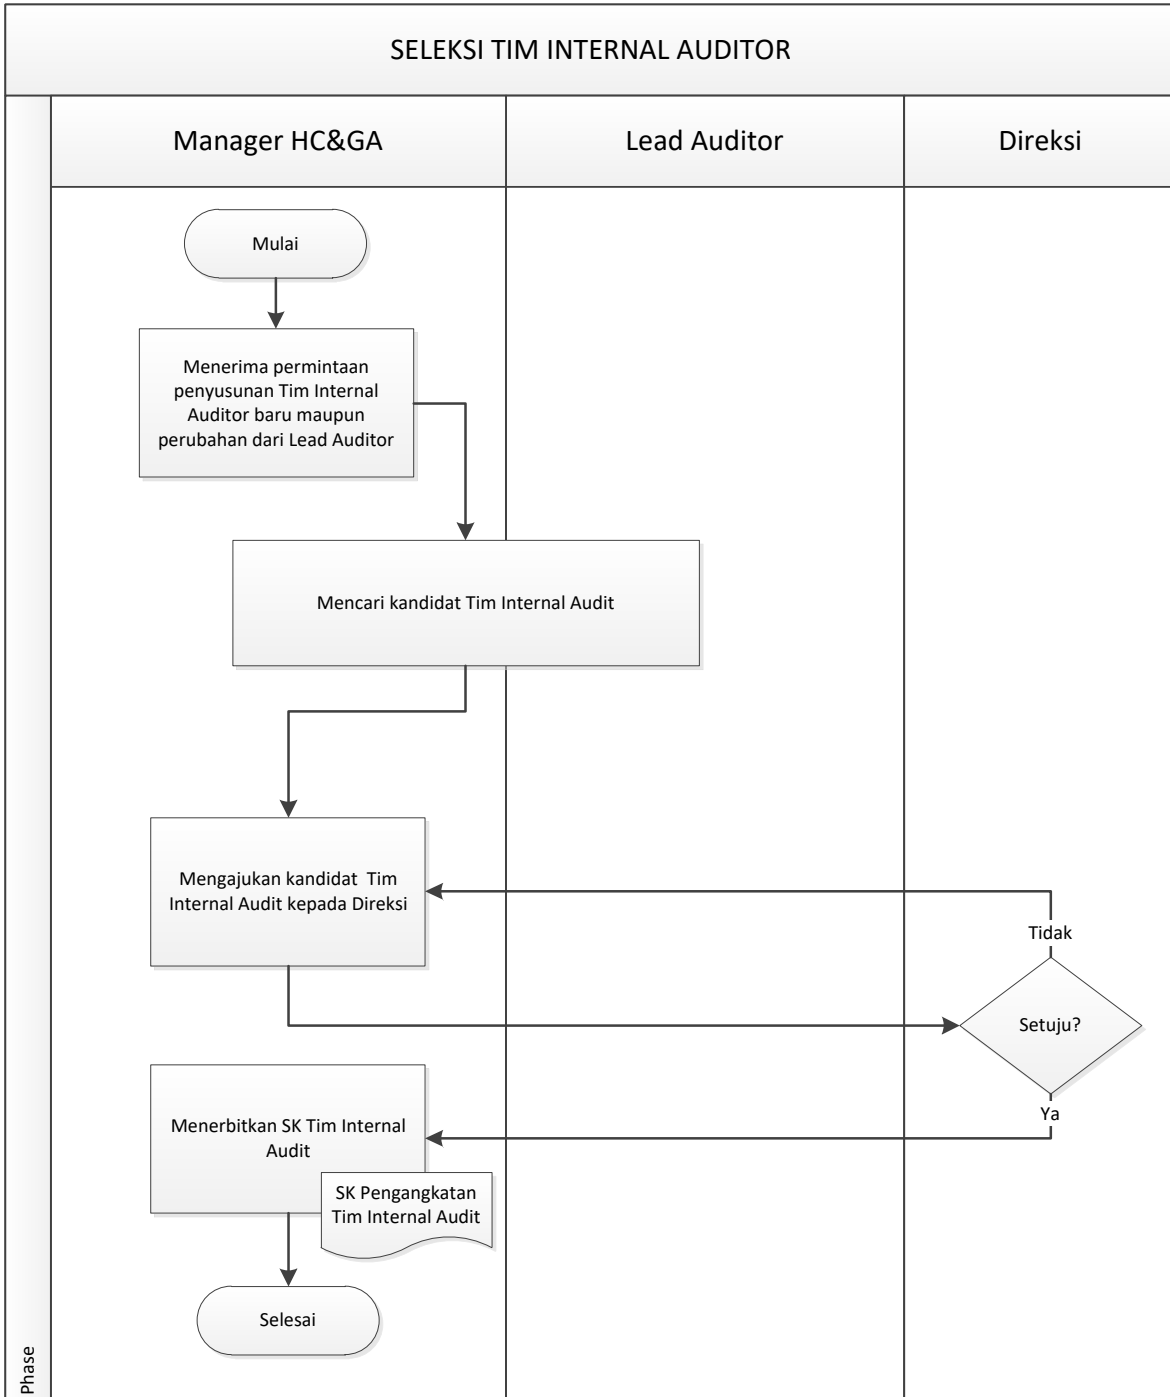 SELEKSI TIM INTERNAL AUDITOR
Manager HC&GA
Lead Auditor
Direksi
Mulai
Menerima permintaan
penyusunan Tim Internal
Auditor baru maupun
perubahan dari Lead Auditor
Mencari kandidat Tim Internal Audit
Mengajukan kandidat  Tim
Internal Audit kepada Direksi
Tidak
Setuju?
Ya
Menerbitkan SK Tim Internal
Audit
SK Pengangkatan
Tim Internal Audit
Selesai
Phase